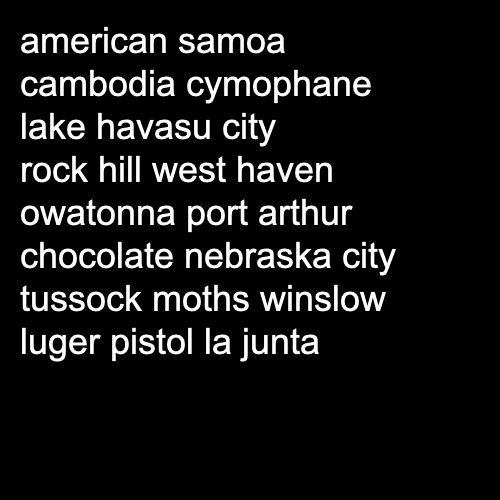 american samoa
cambodia cymophane
lake havasu city
rock hill west haven
owatonna port arthur
chocolate nebraska city
tussock moths winslow
luger pistol la junta